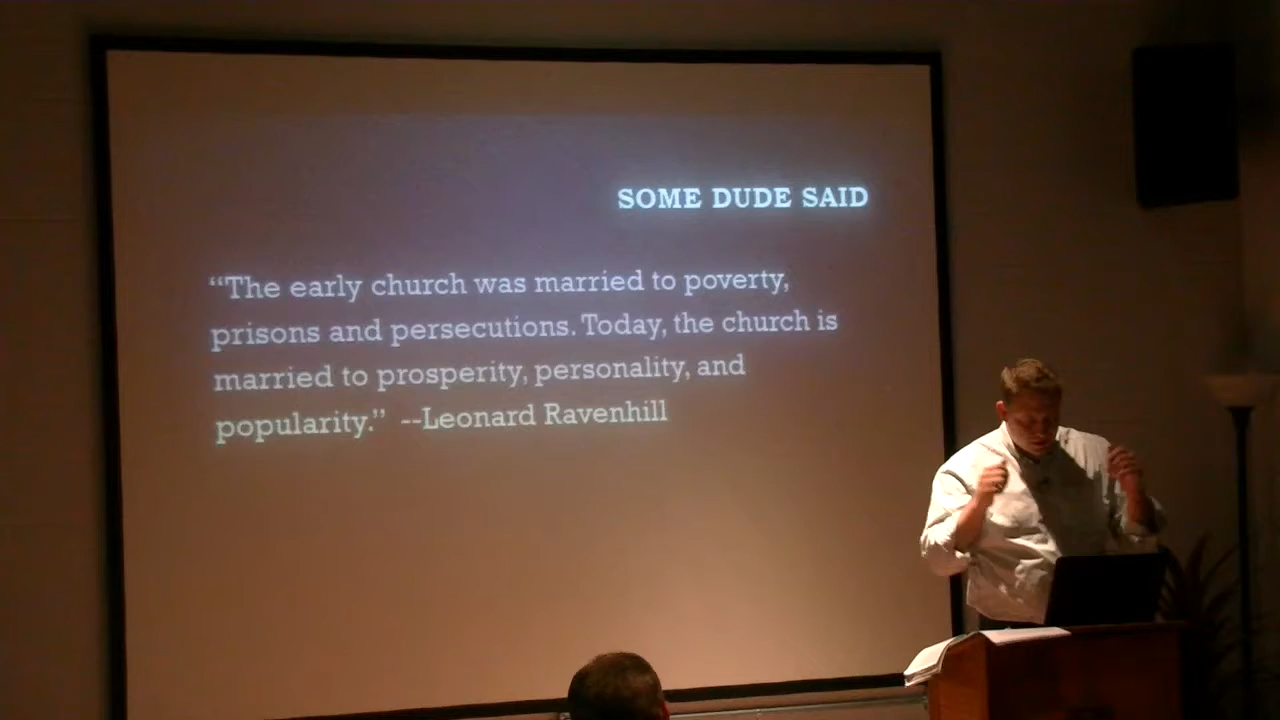 SOME DUDE SAID
“The early church was married to poverty,
prisons and persecutions. Today, the church is
married to prosperity, personality, and
popularity.” --Leonard Ravenhill